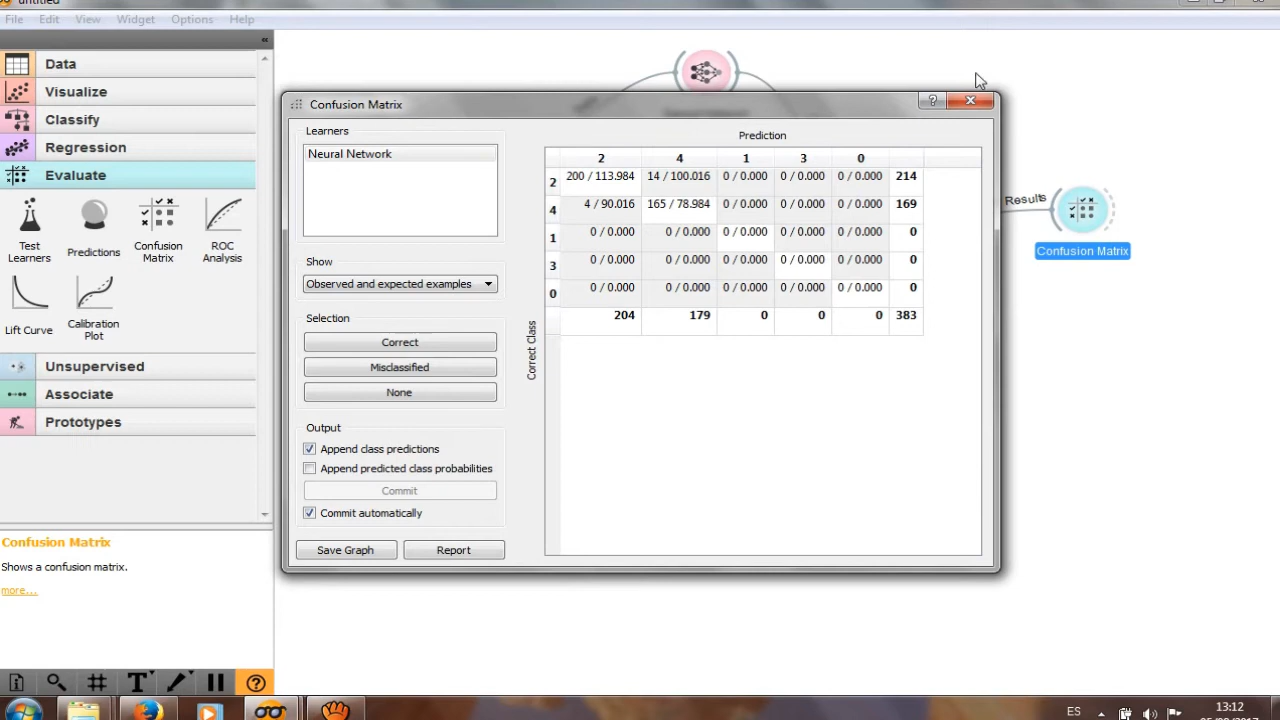 untitled
File Edit View Widget Options Help
Data
Visualize
Classify
Regression
Evaluate
Test Learners
Predictions
Confusion Matrix
ROC Analysis
Lift Curve
Calibration Plot
Unsupervised
Associate
Prototypes
Confusion Matrix
Shows a confusion matrix.
more...
Confusion Matrix
Learners
Neural Network
Show
Observed and expected examples
Selection
Correct
Misclassified
None
Output
Append class predictions
Append predicted class probabilities
Commit
Commit automatically
Save Graph Report
Prediction
Correct Class
2 4 1 3 0
2 200 / 113.984 14 / 100.016 0 / 0.000 0 / 0.000 0 / 0.000 214
4 4 / 90.016 165 / 78.984 0 / 0.000 0 / 0.000 0 / 0.000 169
1 0 / 0.000 0 / 0.000 0 / 0.000 0 / 0.000 0 / 0.000 0
3 0 / 0.000 0 / 0.000 0 / 0.000 0 / 0.000 0 / 0.000 0
0 0 / 0.000 0 / 0.000 0 / 0.000 0 / 0.000 0 / 0.000 0
204 179 0 0 0 383
Results
Confusion Matrix
ES
13:12